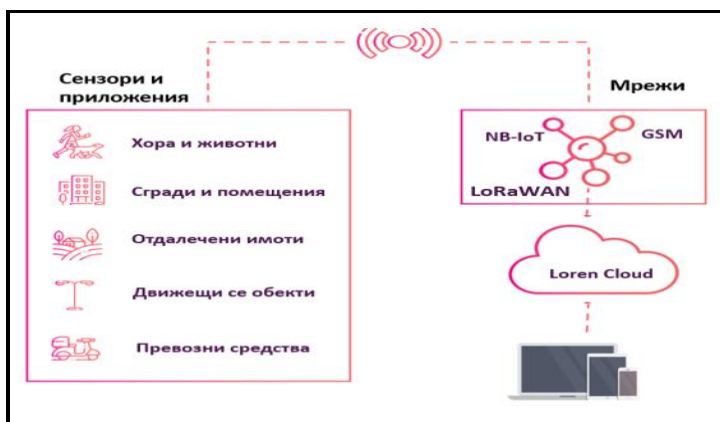 Сензори и
приложения
Хора и животни
Сгради и помещения
Отдалечени имоти
Движещи се обекти
Превозни средства
Мрежи
NB-IoT
GSM
LoRaWAN
Loren Cloud